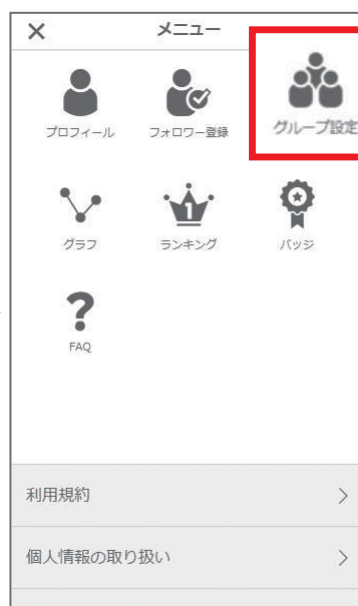 メニュー
プロフィール
フォロワー登録
グループ設定
グラフ
ランキング
1
バッジ
?
FAQ
利用規約
個人情報の取り扱い